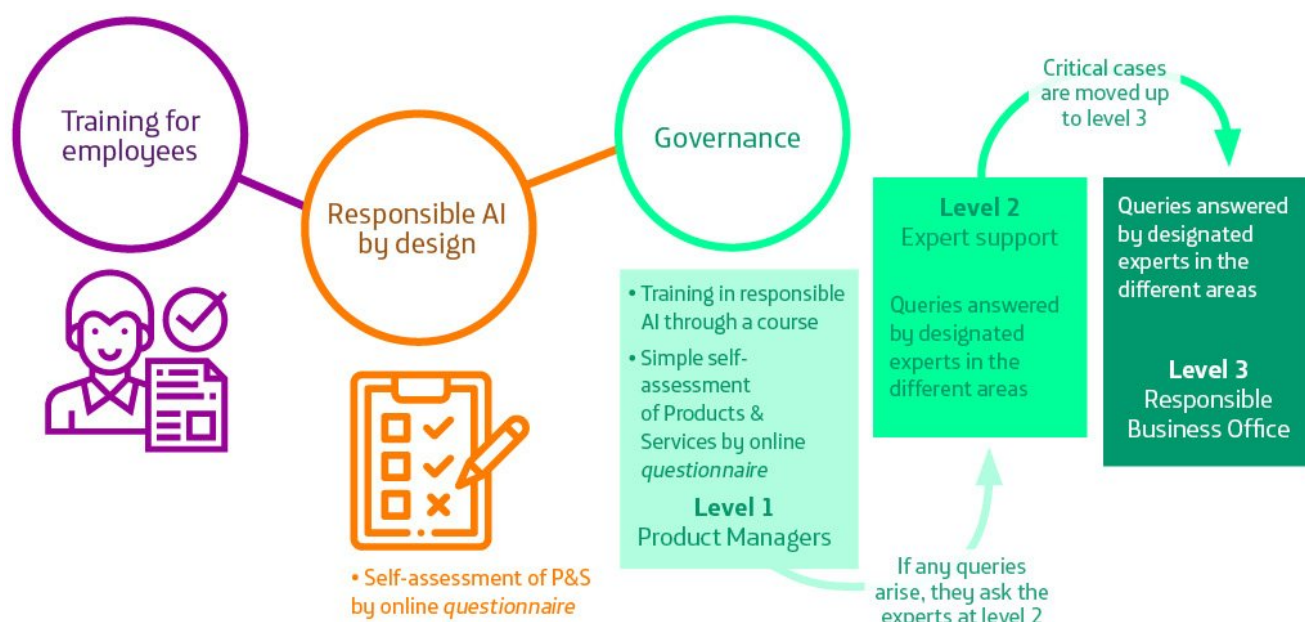 Training for
employees
Responsible AI
by design
• Self-assessment of P&S
by online questionnaire
Governance
• Training in responsible
AI through a course
• Simple self-
assessment
of Products &
Services by online
questionnaire
Level 1
Product Managers
If any queries
arise, they ask the
experts at level 2
Level 2
Expert support
Queries answered
by designated
experts in the
different areas
Critical cases
are moved up
to level 3
Queries answered
by designated
experts in the
different areas
Level 3
Responsible
Business Office